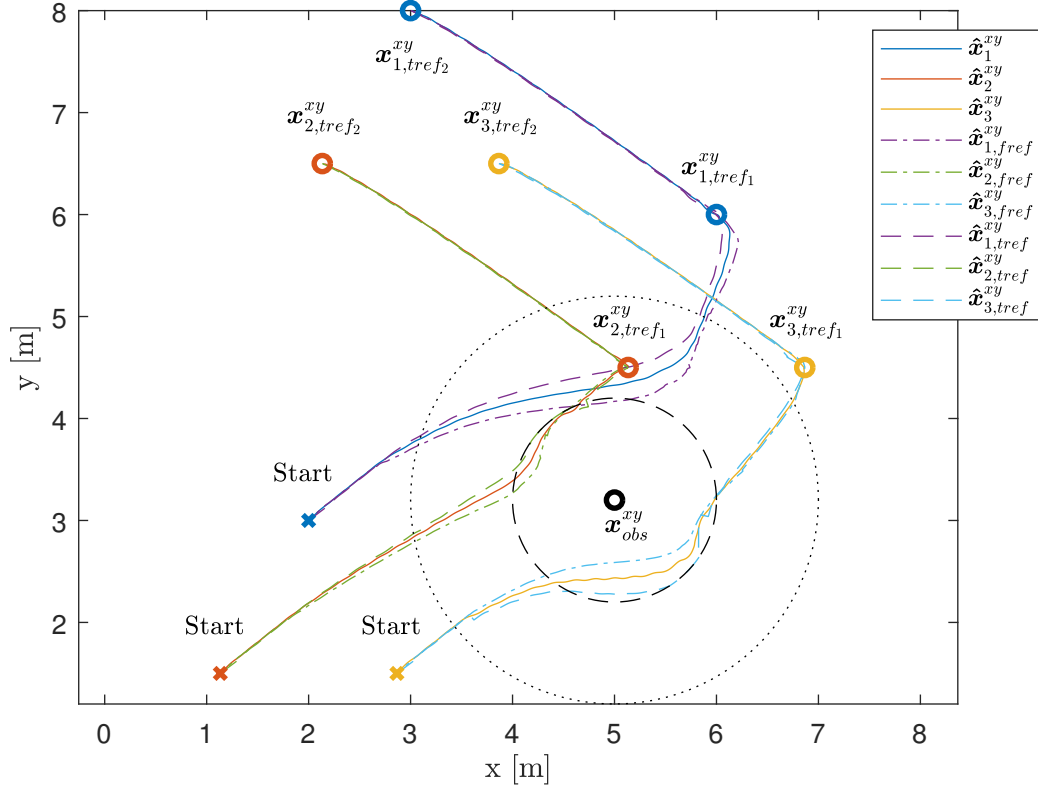 8
7
6
5
4
3
2
y [m]
0 1 2 3 4 5 6 7 8
x [m]
x^{xy}_{1,tref_2}
x^{xy}_{2,tref_2}
x^{xy}_{3,tref_2}
x^{xy}_{1,tref_1}
x^{xy}_{2,tref_1}
x^{xy}_{3,tref_1}
Start
x^{xy}_{obs}
Start
Start
x̂^{xy}_1
x̂^{xy}_2
x̂^{xy}_3
x̂^{xy}_{1,fref}
x̂^{xy}_{2,fref}
x̂^{xy}_{3,fref}
x̂^{xy}_{1,tref}
x̂^{xy}_{2,tref}
x̂^{xy}_{3,tref}